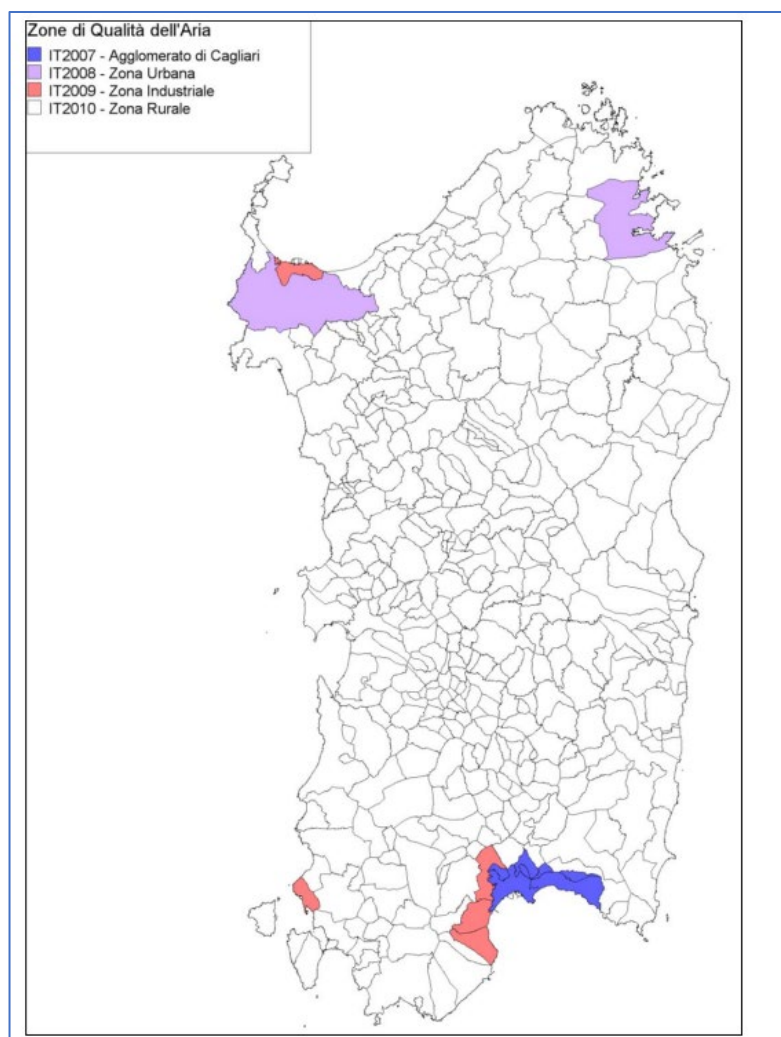 Zone di Qualità dell'Aria
IT2007 - Agglomerato di Cagliari
IT2008 - Zona Urbana
IT2009 - Zona Industriale
IT2010 - Zona Rurale